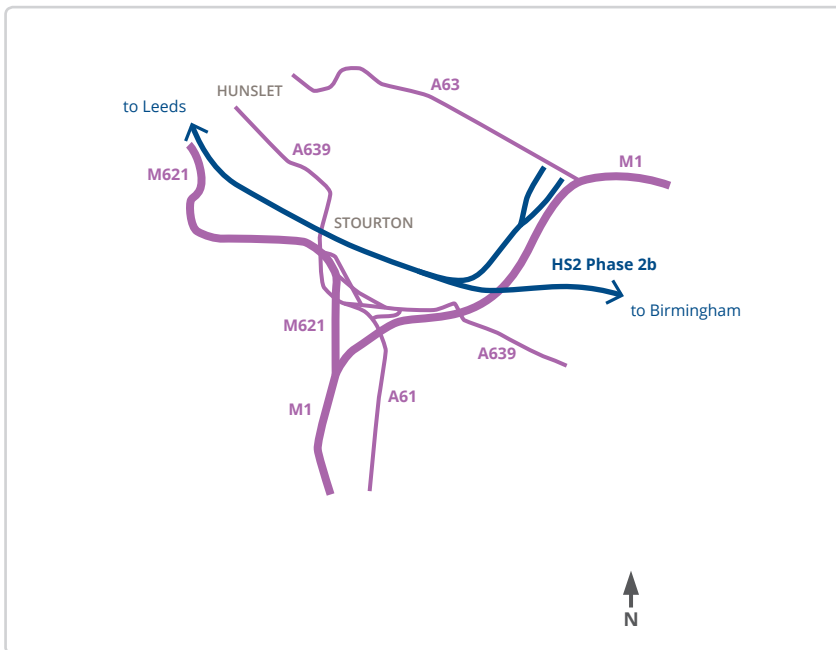 HUNSLET
A63
to Leeds
A639
M1
M621
STOURTON
HS2 Phase 2b
to Birmingham
M621
A639
A61
M1
N